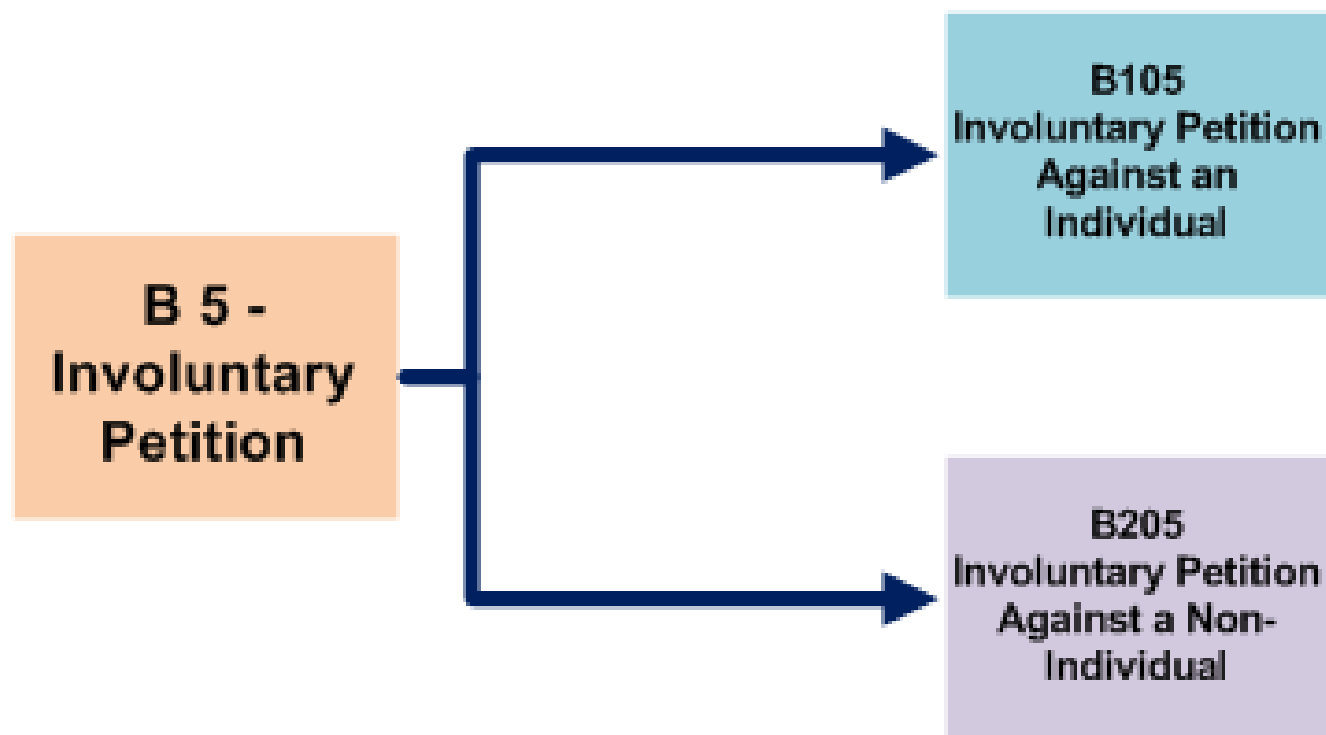 B 5 -
Involuntary
Petition
B105
Involuntary Petition
Against an
Individual
B205
Involuntary Petition
Against a Non-
Individual